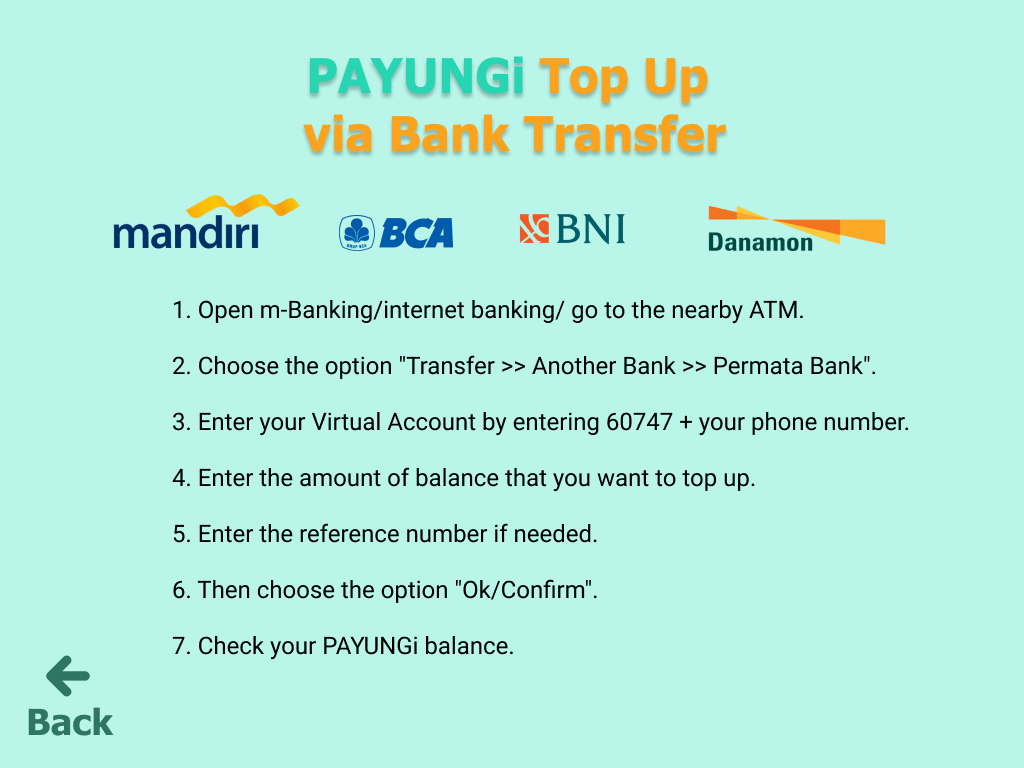 PAYUNGi Top Up
via Bank Transfer
mandiri
BCA
BNI
Danamon
1. Open m-Banking/internet banking/ go to the nearby ATM.
2. Choose the option "Transfer >> Another Bank >> Permata Bank".
3. Enter your Virtual Account by entering 60747 + your phone number.
4. Enter the amount of balance that you want to top up.
5. Enter the reference number if needed.
6. Then choose the option "Ok/Confirm".
7. Check your PAYUNGi balance.
Back